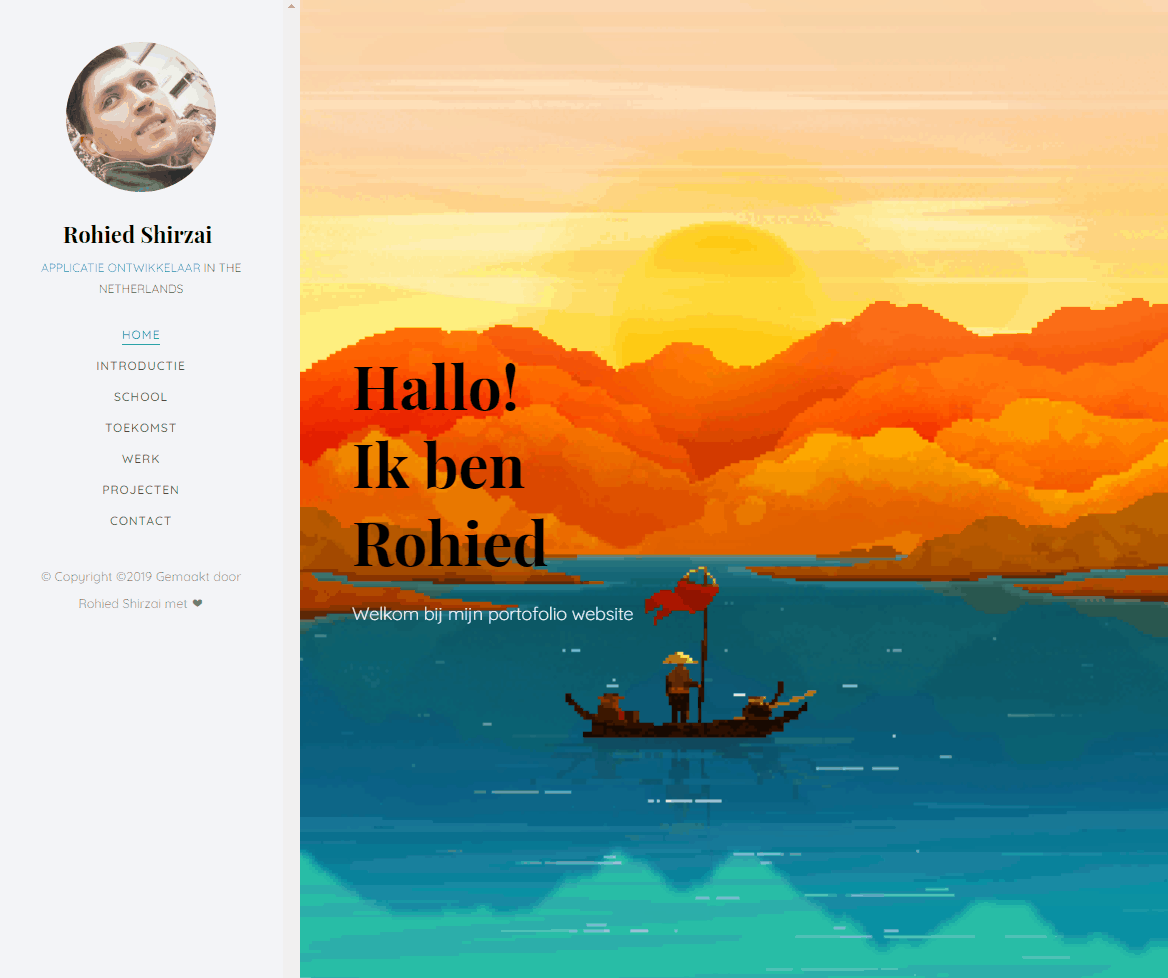 Rohied Shirzai
APPLICATIE ONTWIKKELAAR IN THE
NETHERLANDS
HOME
INTRODUCTIE
SCHOOL
TOEKOMST
WERK
PROJECTEN
CONTACT
© Copyright ©2019 Gemaakt door
Rohied Shirzai met ❤
Hallo!
Ik ben
Rohied
Welkom bij mijn portofolio website